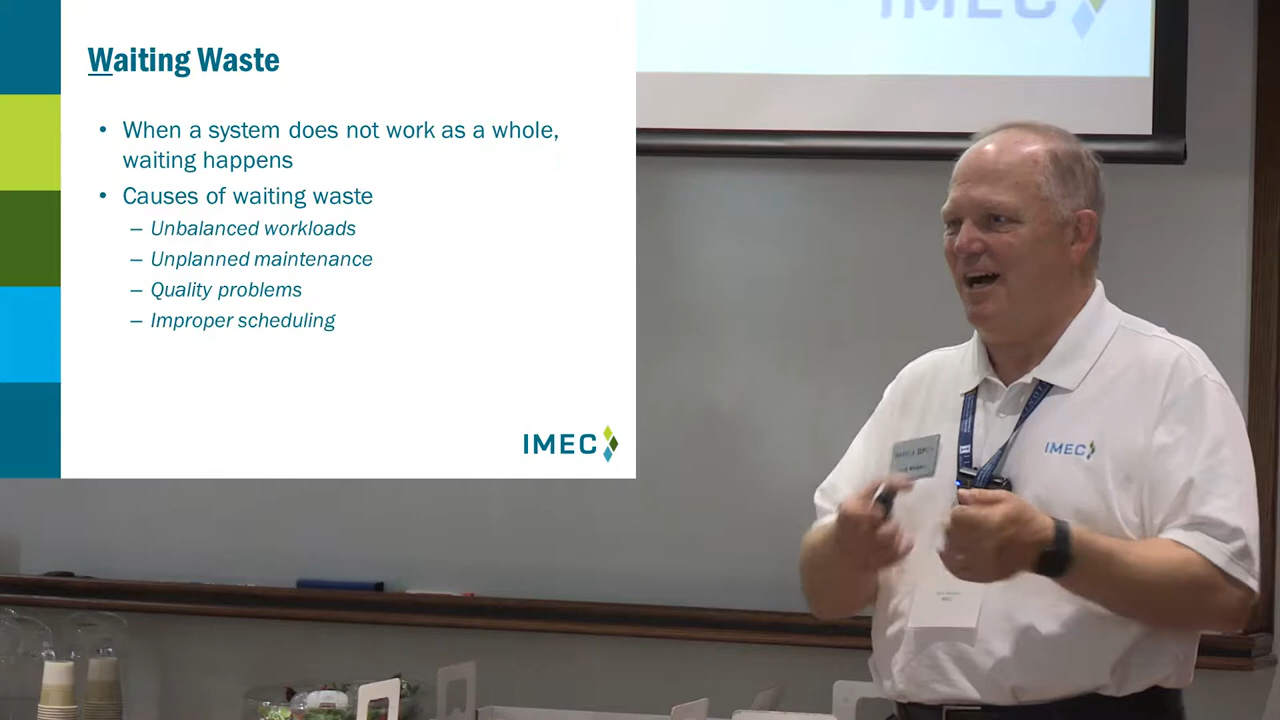 Waiting Waste
• When a system does not work as a whole,
waiting happens
• Causes of waiting waste
– Unbalanced workloads
– Unplanned maintenance
– Quality problems
– Improper scheduling
IMEC
IMEC
IMEC